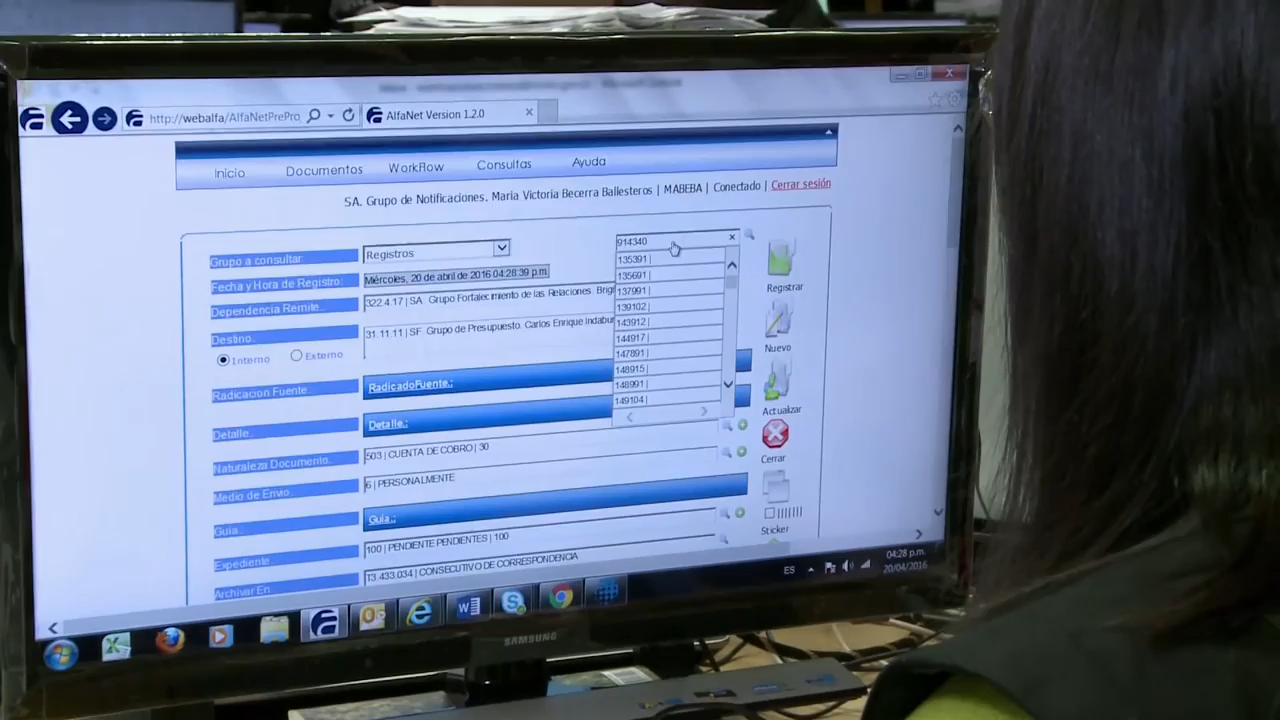 http://webalfa/AlfaNetPrePro
AlfaNet Version 1.2.0
Inicio Documentos WorkFlow Consultas Ayuda
SA. Grupo de Notificaciones. Maria Victoria Becerra Ballesteros | MABEBA | Conectado | Cerrar sesión
Grupo a consultar: Registros
914340
Fecha y Hora de Registro: Miércoles, 20 de abril de 2016 04:28:39 p.m.
Dependencia Remite.. 322.4.17 | SA Grupo Fortalecimiento de las Relaciones. Brigi
Destino.. 31.11.11 | SF Grupo de Presupuesto. Carlos Enrique Indabur
Interno Externo
135391 |
135691 |
137991 |
139102 |
143912 |
144917 |
147891 |
148915 |
148991 |
149104 |
Radicacion Fuente.. RadicadoFuente.:
Detalle.. Detalle.:
Naturaleza Documento.. 503 | CUENTA DE COBRO | 30
Medio de Envio.. 6 | PERSONALMENTE
Guia.: Guia.:
Expediente 100 | PENDIENTE PENDIENTES | 100
Archivar En 13.433.034 | CONSECUTIVO DE CORRESPONDENCIA
Registrar
Nuevo
Actualizar
Cerrar
Sticker
ES 04:28 p.m.
20/04/2016
SAMSUNG